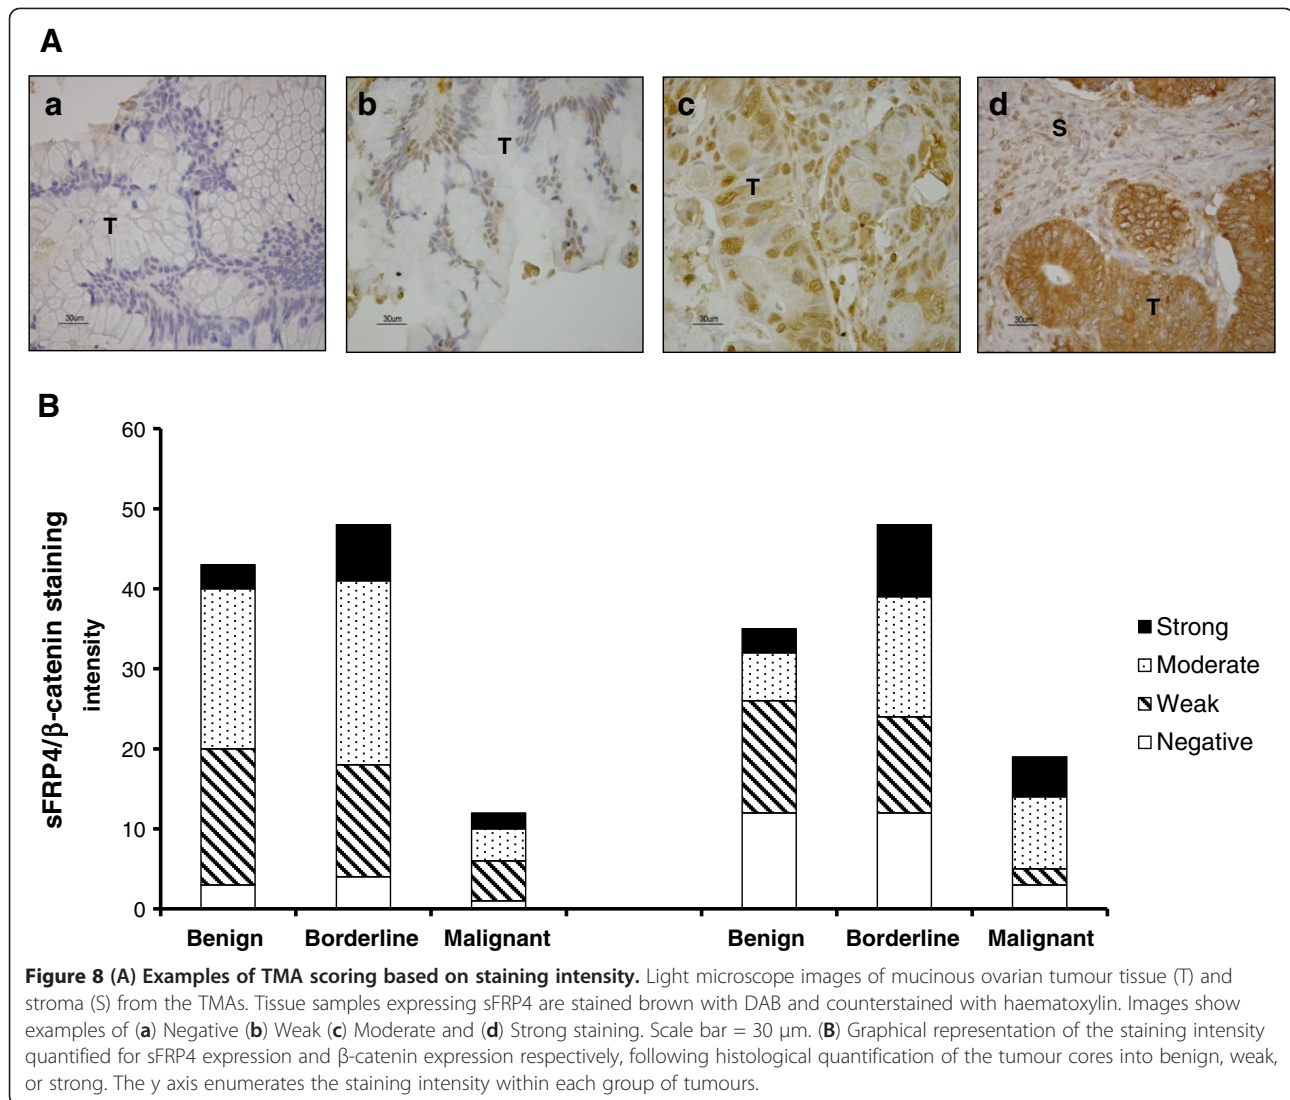 A
a
T
30um
b
T
30um
c
T
30um
d
S
T
30um
B
sFRP4/β-catenin staining
intensity
60
50
40
30
20
10
0
Benign Borderline Malignant Benign Borderline Malignant
Strong
Moderate
Weak
Negative
Figure 8 (A) Examples of TMA scoring based on staining intensity. Light microscope images of mucinous ovarian tumour tissue (T) and
stroma (S) from the TMAs. Tissue samples expressing sFRP4 are stained brown with DAB and counterstained with haematoxylin. Images show
examples of (a) Negative (b) Weak (c) Moderate and (d) Strong staining. Scale bar = 30 μm. (B) Graphical representation of the staining intensity
quantified for sFRP4 expression and β-catenin expression respectively, following histological quantification of the tumour cores into benign, weak,
or strong. The y axis enumerates the staining intensity within each group of tumours.